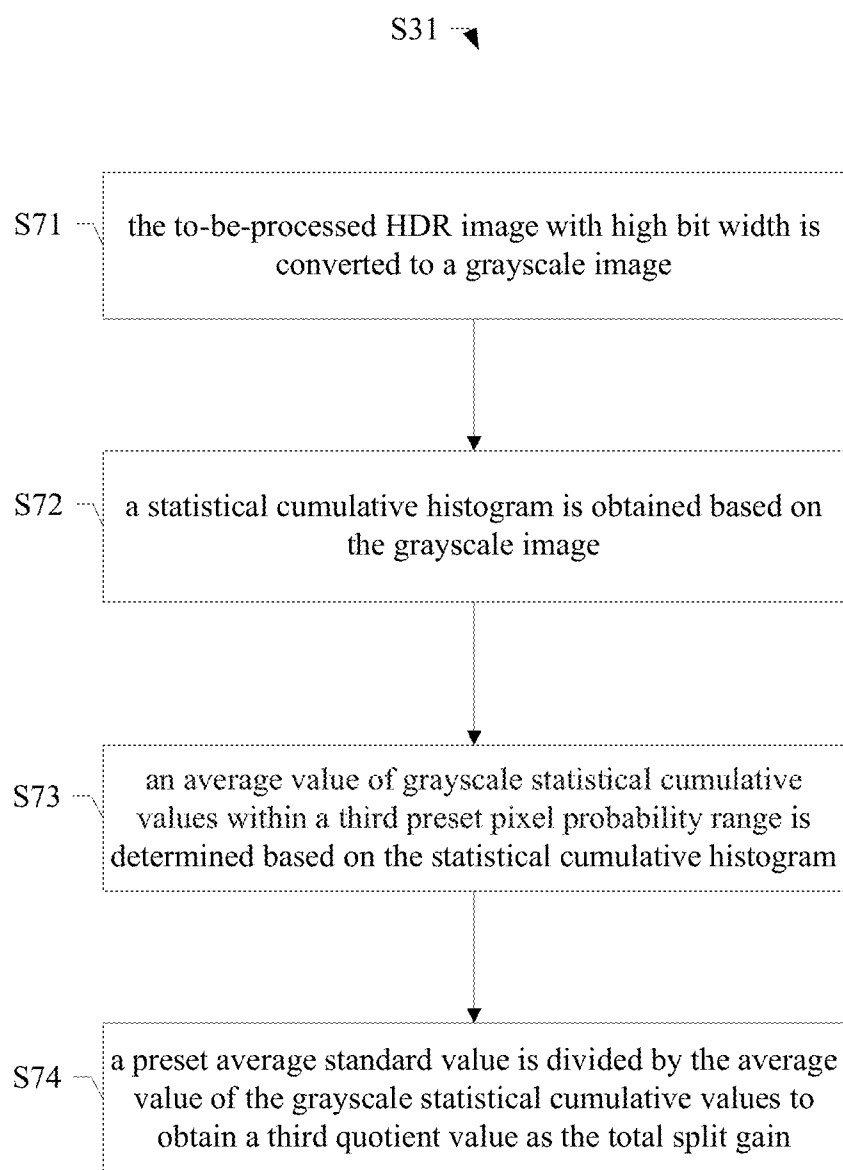 S31
S71
the to-be-processed HDR image with high bit width is
converted to a grayscale image
S72
a statistical cumulative histogram is obtained based on
the grayscale image
S73
an average value of grayscale statistical cumulative
values within a third preset pixel probability range is
determined based on the statistical cumulative histogram
S74
a preset average standard value is divided by the average
value of the grayscale statistical cumulative values to
obtain a third quotient value as the total split gain